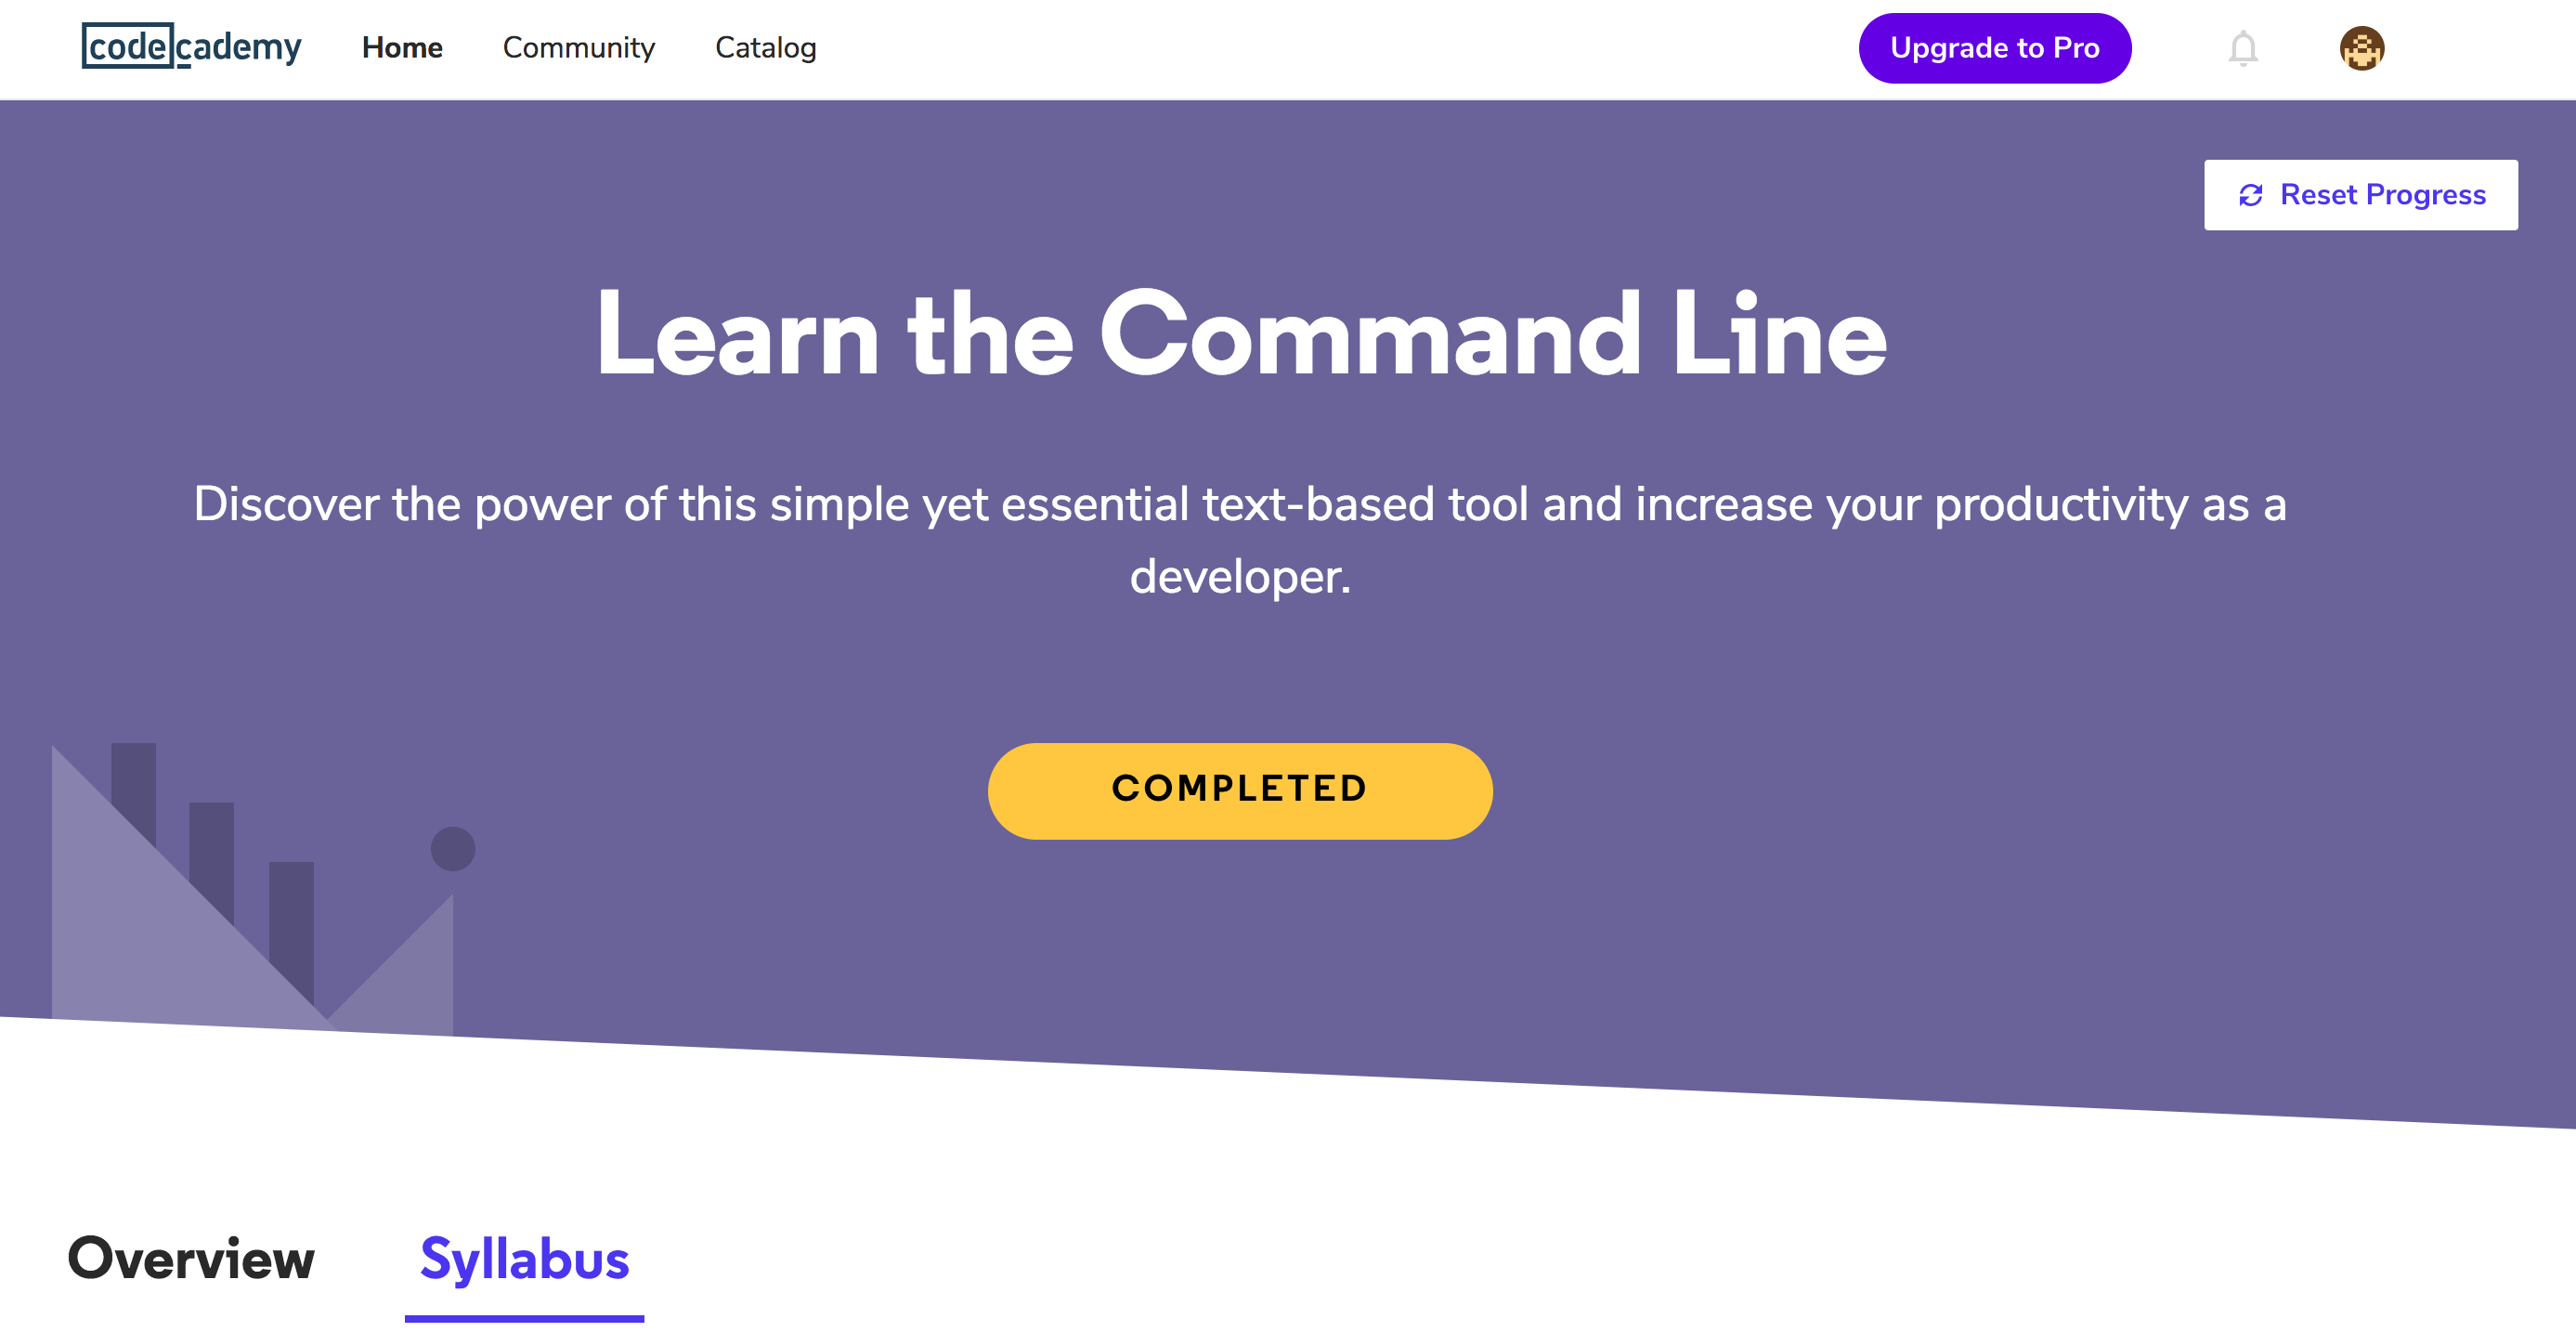 codecademy Home Community Catalog Upgrade to Pro
Reset Progress
Learn the Command Line
Discover the power of this simple yet essential text-based tool and increase your productivity as a
developer.
COMPLETED
Overview Syllabus